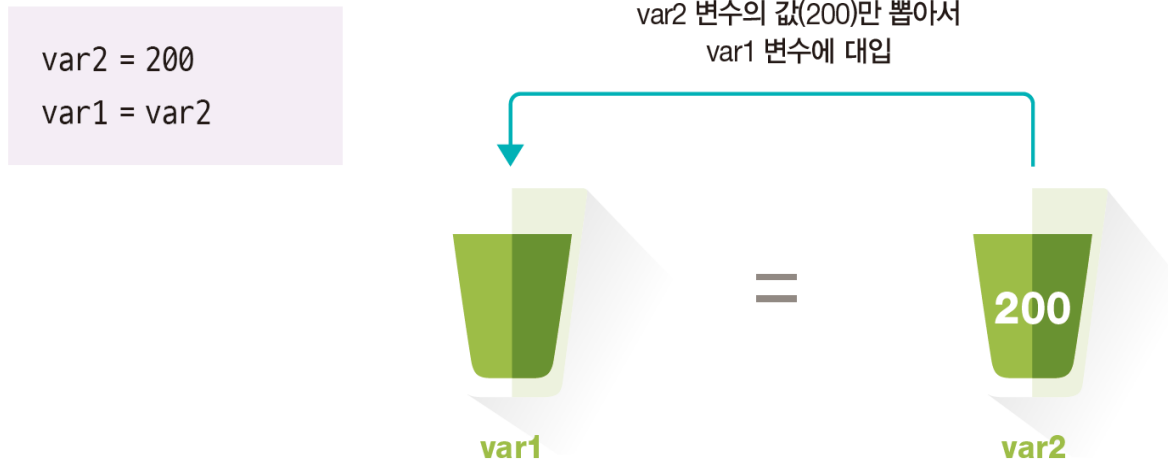 var2 = 200
var1 = var2
var2 변수의 값(200)만 뽑아서
var1 변수에 대입
=
200
var1
var2